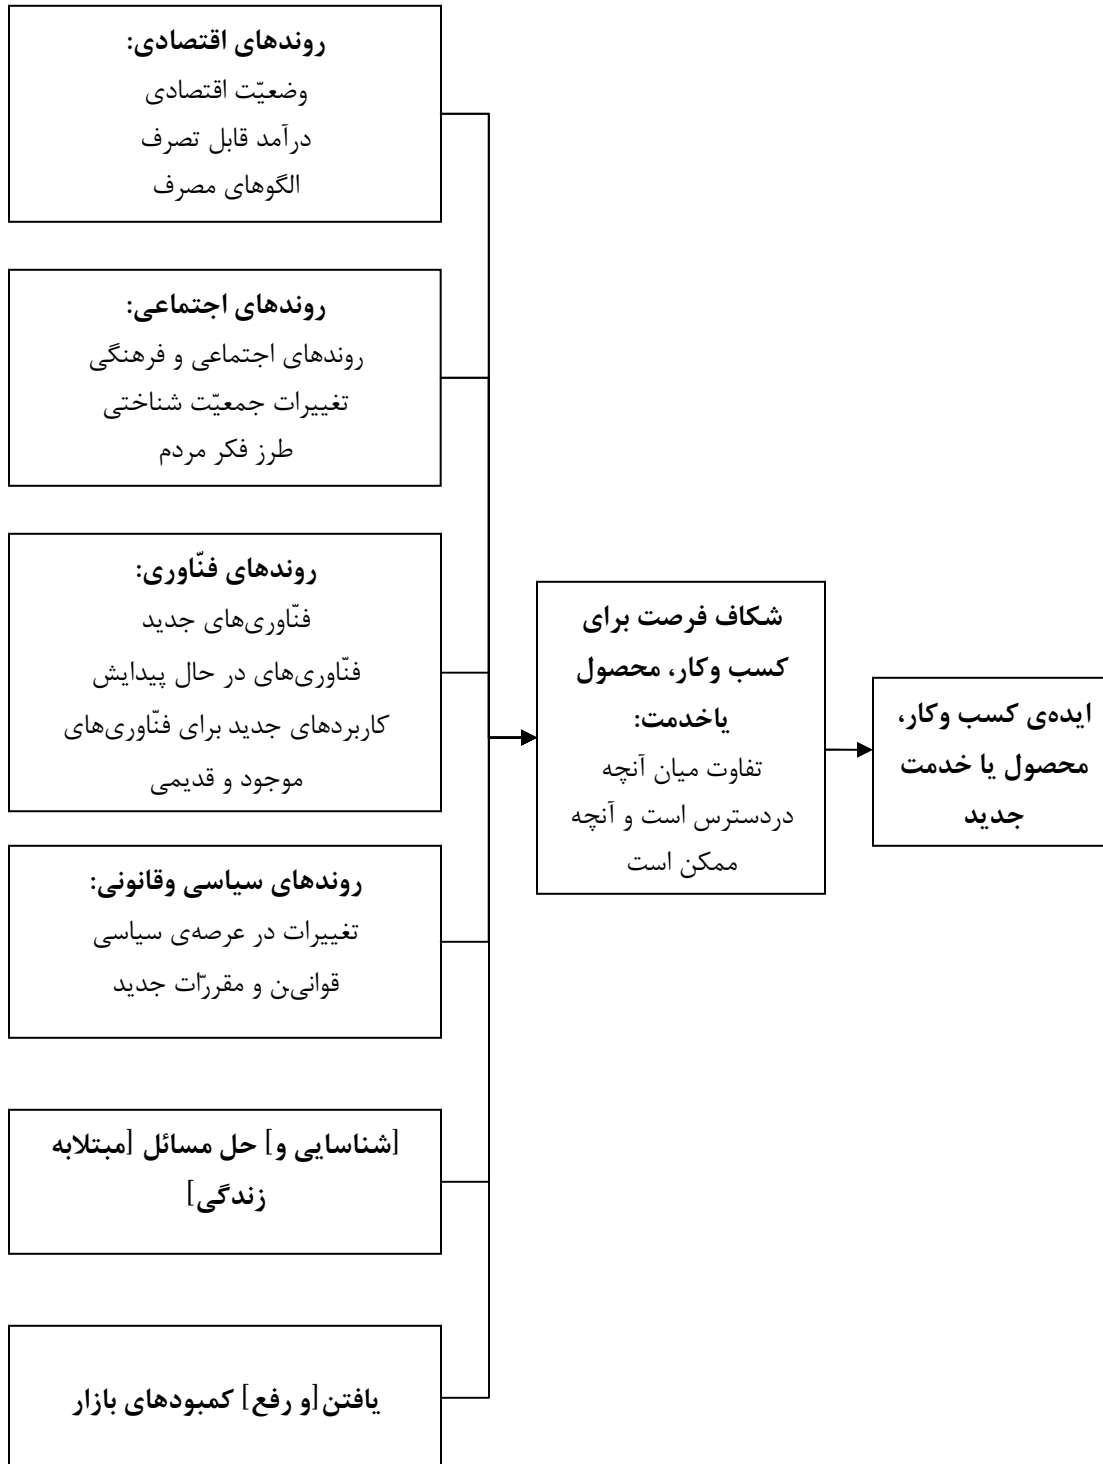 روندهای اقتصادی:
وضعیّت اقتصادی
درآمد قابل تصرف
الگوهای مصرف
روندهای اجتماعی:
روندهای اجتماعی و فرهنگی
تغییرات جمعیّت شناختی
طرز فکر مردم
روندهای فنّاوری:
فنّاوری‌های جدید
فنّاوری‌های در حال پیدایش
کاربردهای جدید برای فنّاوری‌های
موجود و قدیمی
روندهای سیاسی وقانونی:
تغییرات در عرصه‌ی سیاسی
قوانی‌ن و مقررّات جدید
[شناسایی و] حل مسائل [مبتلابه
زندگی]
یافتن[و رفع] کمبودهای بازار
شکاف فرصت برای
کسب وکار، محصول
یاخدمت:
تفاوت میان آنچه
دردسترس است و آنچه
ممکن است
ایده‌ی کسب وکار،
محصول یا خدمت
جدید